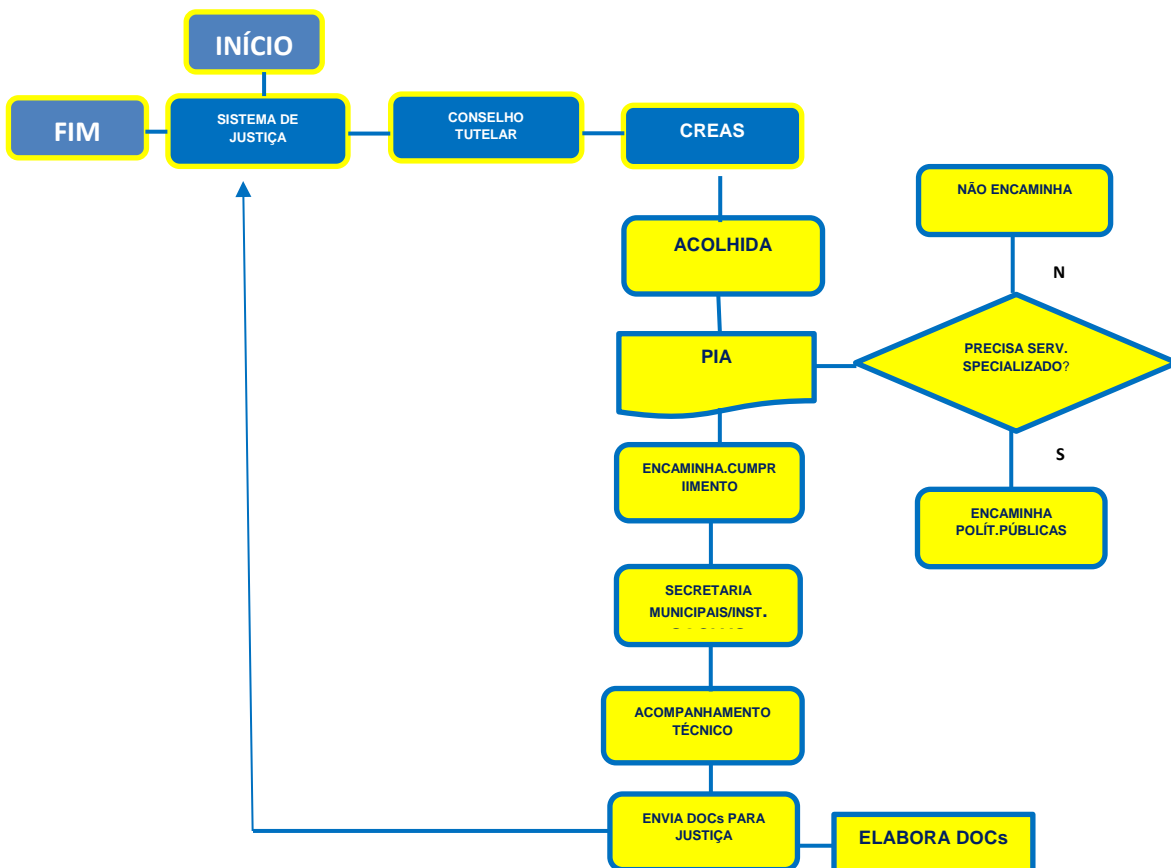 INÍCIO
FIM
SISTEMA DE
JUSTIÇA
CONSELHO
TUTELAR
CREAS
NÃO ENCAMINHA
ACOLHIDA
N
PIA
PRECISA SERV.
SPECIALIZADO?
S
ENCAMINHA.CUMPR
IIMENTO
ENCAMINHA
POLÍT.PÚBLICAS
SECRETARIA
MUNICIPAIS/INST.
ACOMPANHAMENTO
TÉCNICO
ENVIA DOCs PARA
JUSTIÇA
ELABORA DOCs